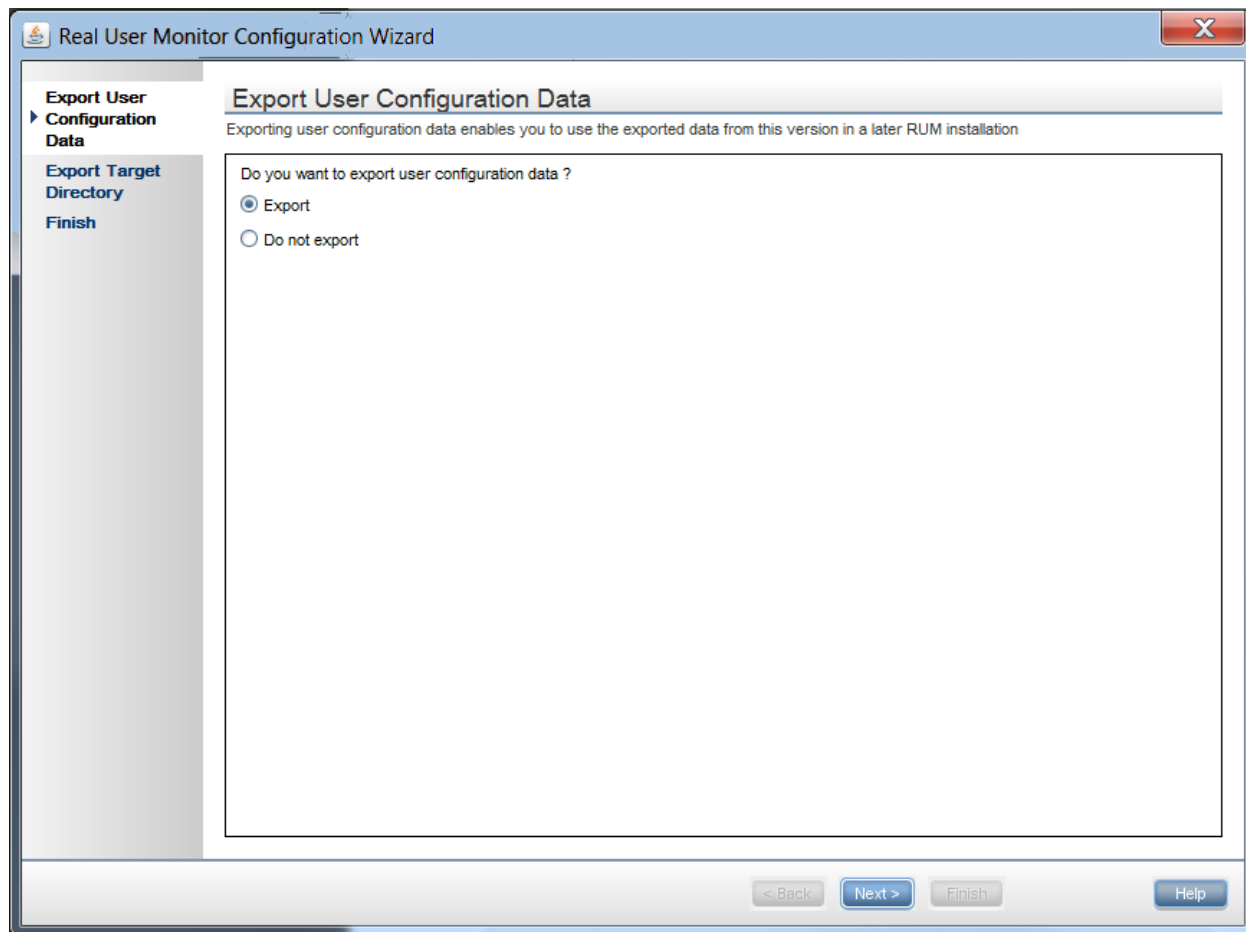 Real User Monitor Configuration Wizard
Export User
Configuration
Data
Export Target
Directory
Finish
Export User Configuration Data
Exporting user configuration data enables you to use the exported data from this version in a later RUM installation
Do you want to export user configuration data ?
Export
Do not export
< Back
Next >
Finish
Help